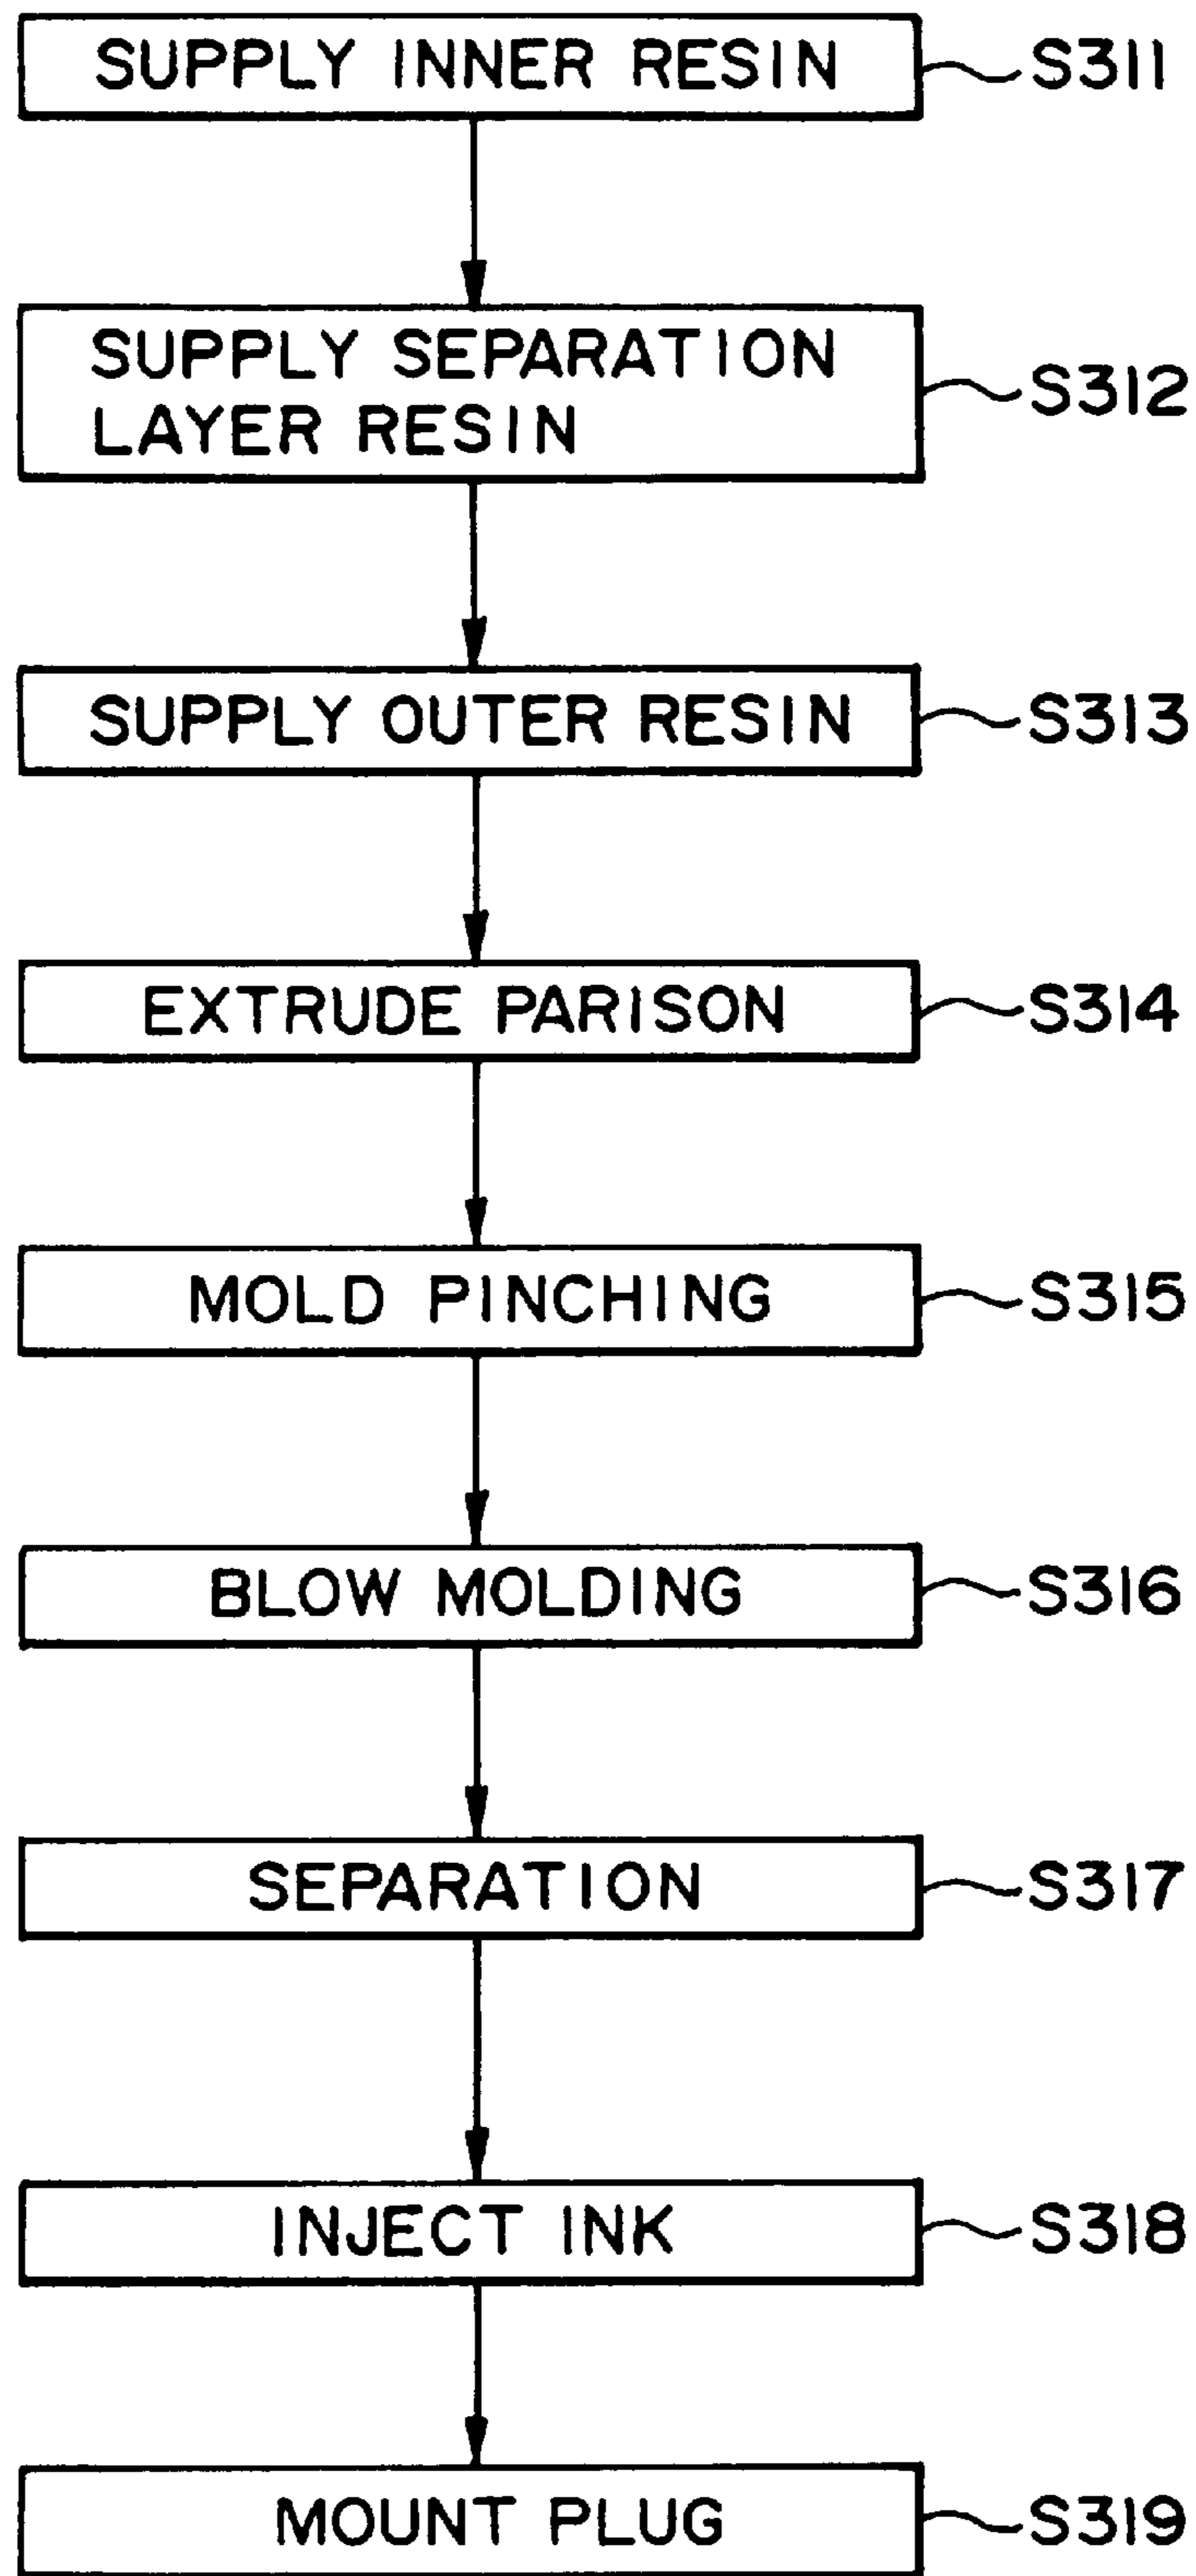 SUPPLY INNER RESIN S311
SUPPLY SEPARATION
LAYER RESIN S312
SUPPLY OUTER RESIN S313
EXTRUDE PARISON S314
MOLD PINCHING S315
BLOW MOLDING S316
SEPARATION S317
INJECT INK S318
MOUNT PLUG S319